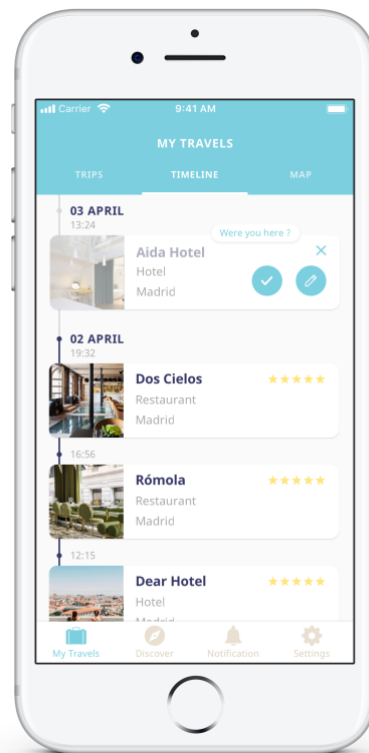 Carrier 9:41 AM
MY TRAVELS
TRIPS TIMELINE MAP
03 APRIL
13:24
Were you here ?
Aida Hotel
Hotel
Madrid
02 APRIL
19:32
Dos Cielos
Restaurant
Madrid
16:56
Rómola
Restaurant
Madrid
12:15
Dear Hotel
Hotel
Madrid
My Travels Discover Notification Settings